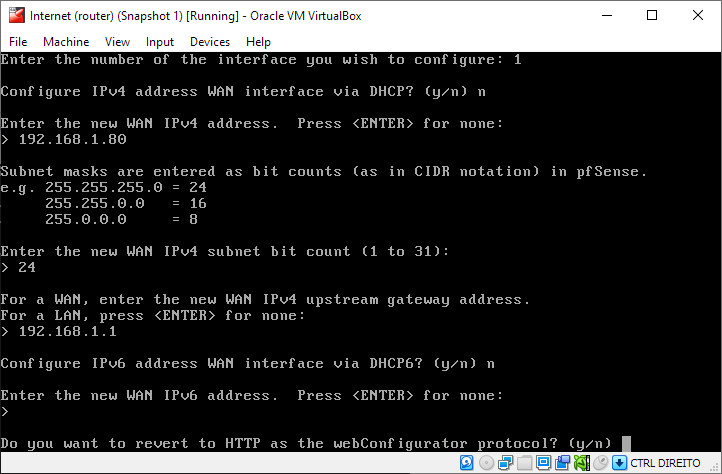 Internet (router) (Snapshot 1) [Running] - Oracle VM VirtualBox
File Machine View Input Devices Help
Enter the number of the interface you wish to configure: 1
Configure IPv4 address WAN interface via DHCP? (y/n) n
Enter the new WAN IPv4 address.  Press <ENTER> for none:
> 192.168.1.80
Subnet masks are entered as bit counts (as in CIDR notation) in pfSense.
e.g. 255.255.255.0 = 24
     255.255.0.0   = 16
     255.0.0.0     = 8
Enter the new WAN IPv4 subnet bit count (1 to 31):
> 24
For a WAN, enter the new WAN IPv4 upstream gateway address.
For a LAN, press <ENTER> for none:
> 192.168.1.1
Configure IPv6 address WAN interface via DHCP6? (y/n) n
Enter the new WAN IPv6 address.  Press <ENTER> for none:
>
Do you want to revert to HTTP as the webConfigurator protocol? (y/n)
CTRL DIREITO